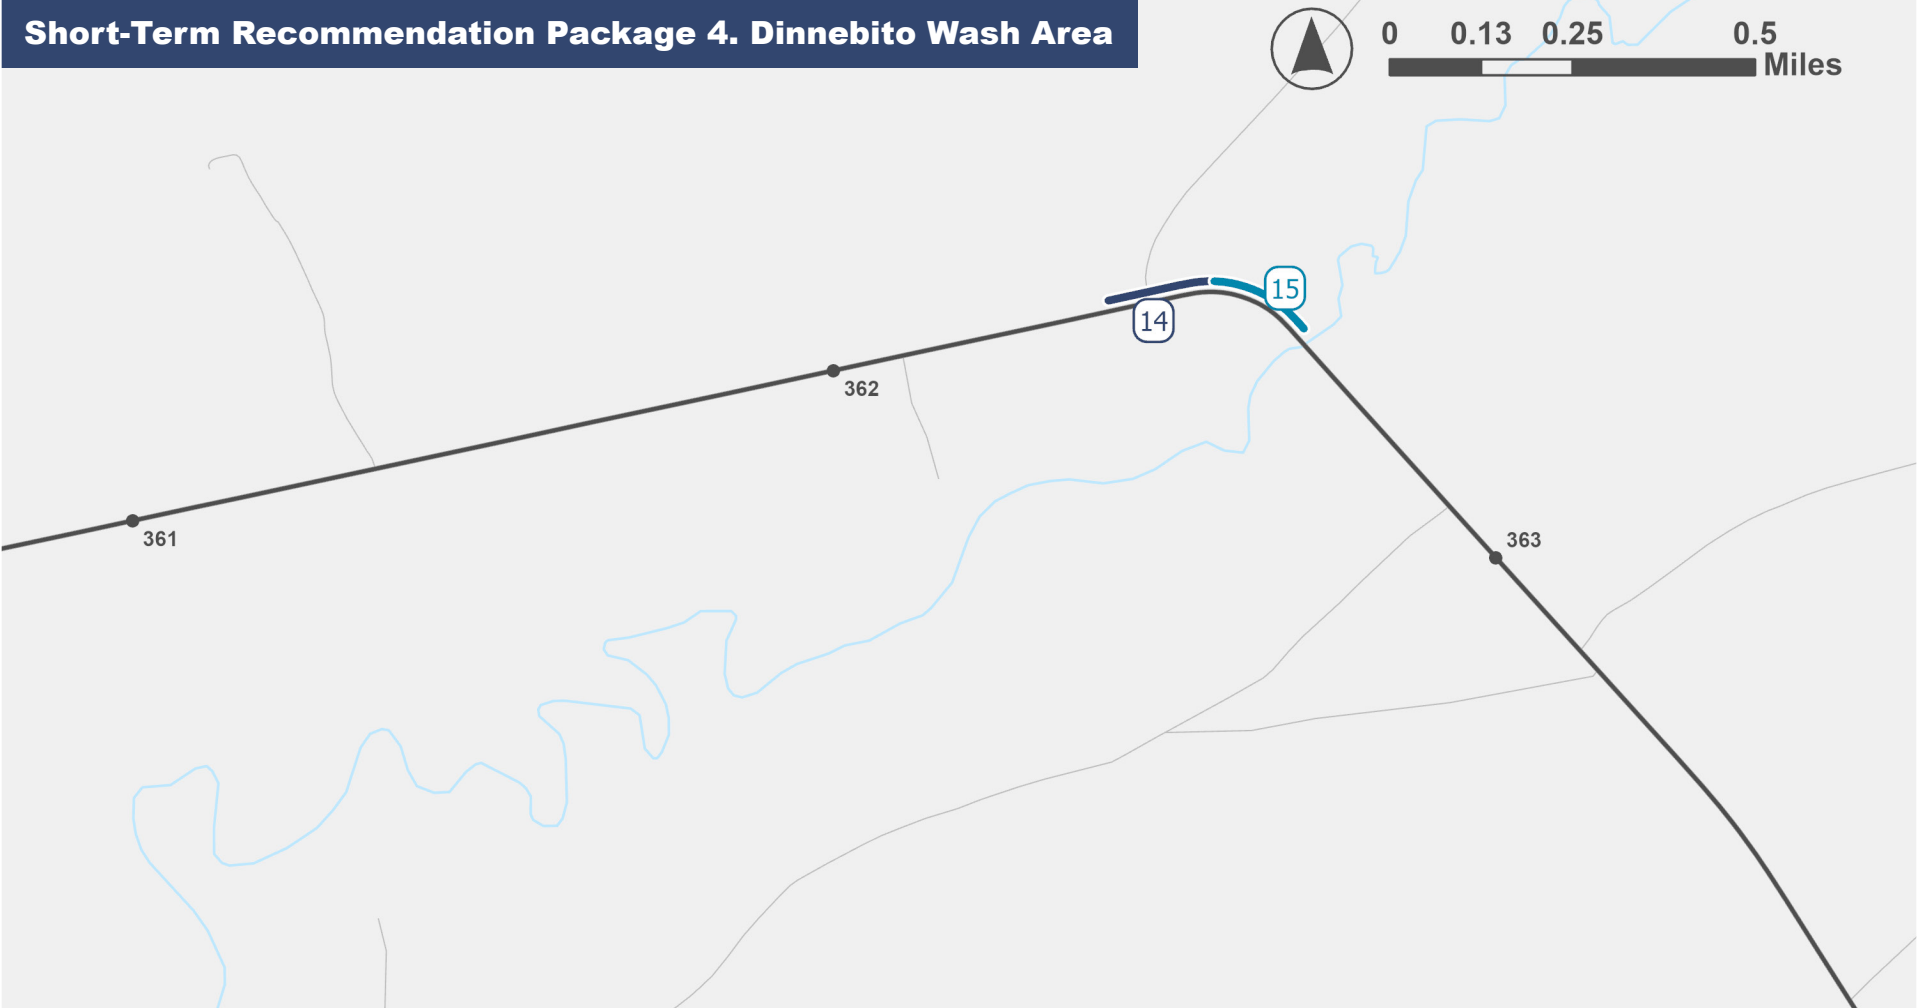 Short-Term Recommendation Package 4. Dinnebito Wash Area
0 0.13 0.25 0.5
Miles
15
14
362
361
363